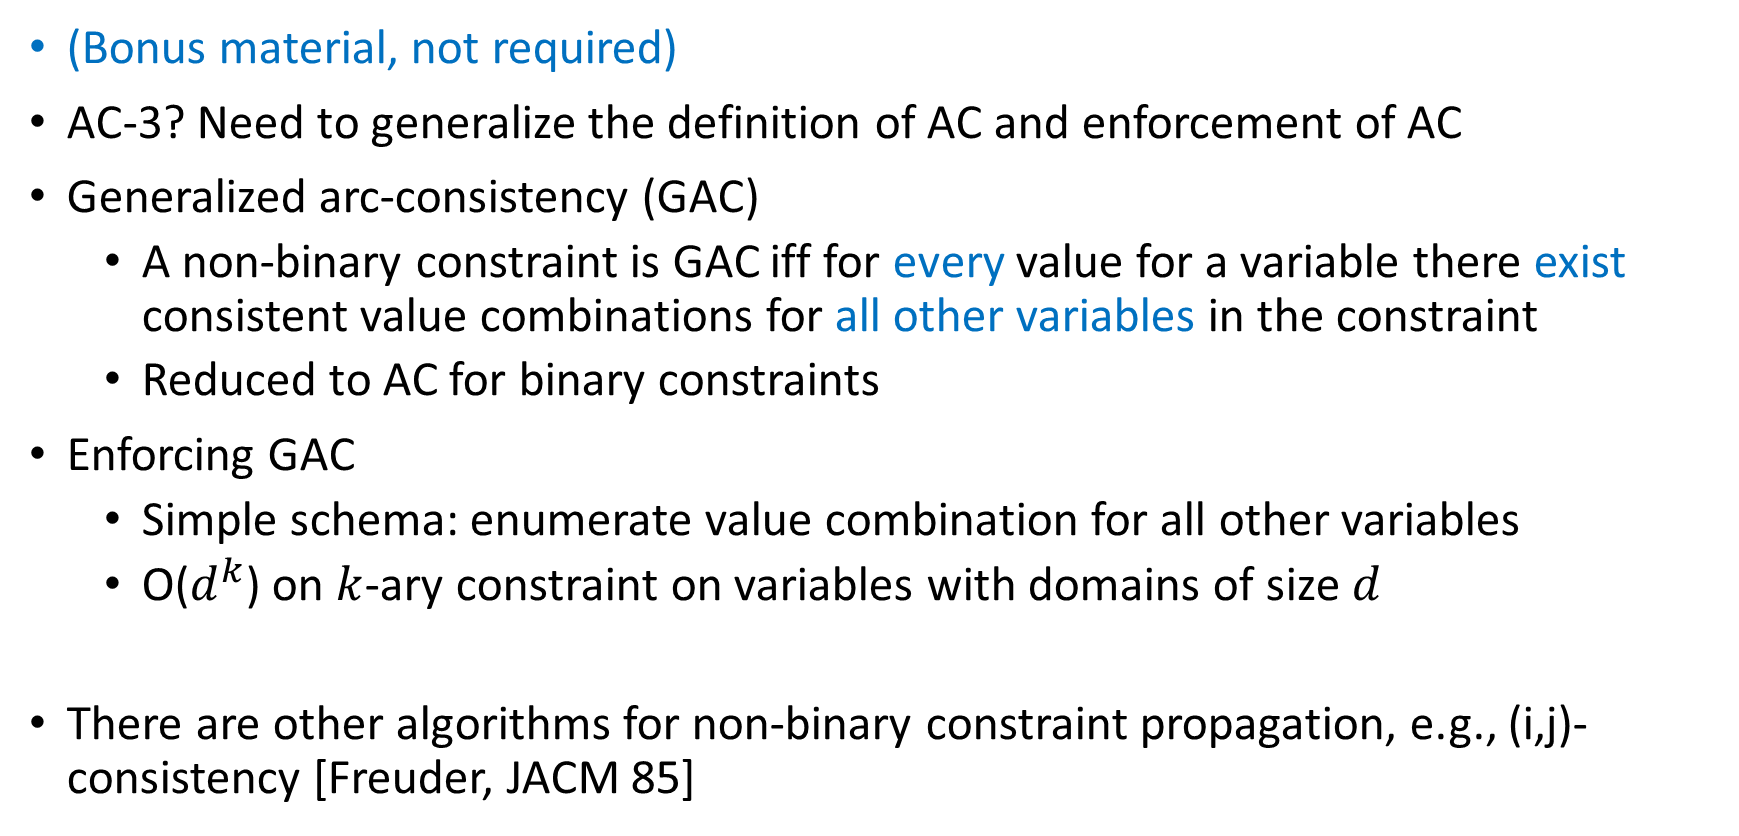 • (Bonus material, not required)
• AC-3? Need to generalize the definition of AC and enforcement of AC
• Generalized arc-consistency (GAC)
• A non-binary constraint is GAC iff for every value for a variable there exist
consistent value combinations for all other variables in the constraint
• Reduced to AC for binary constraints
• Enforcing GAC
• Simple schema: enumerate value combination for all other variables
• O(d^k) on k-ary constraint on variables with domains of size d
• There are other algorithms for non-binary constraint propagation, e.g., (i,j)-
consistency [Freuder, JACM 85]